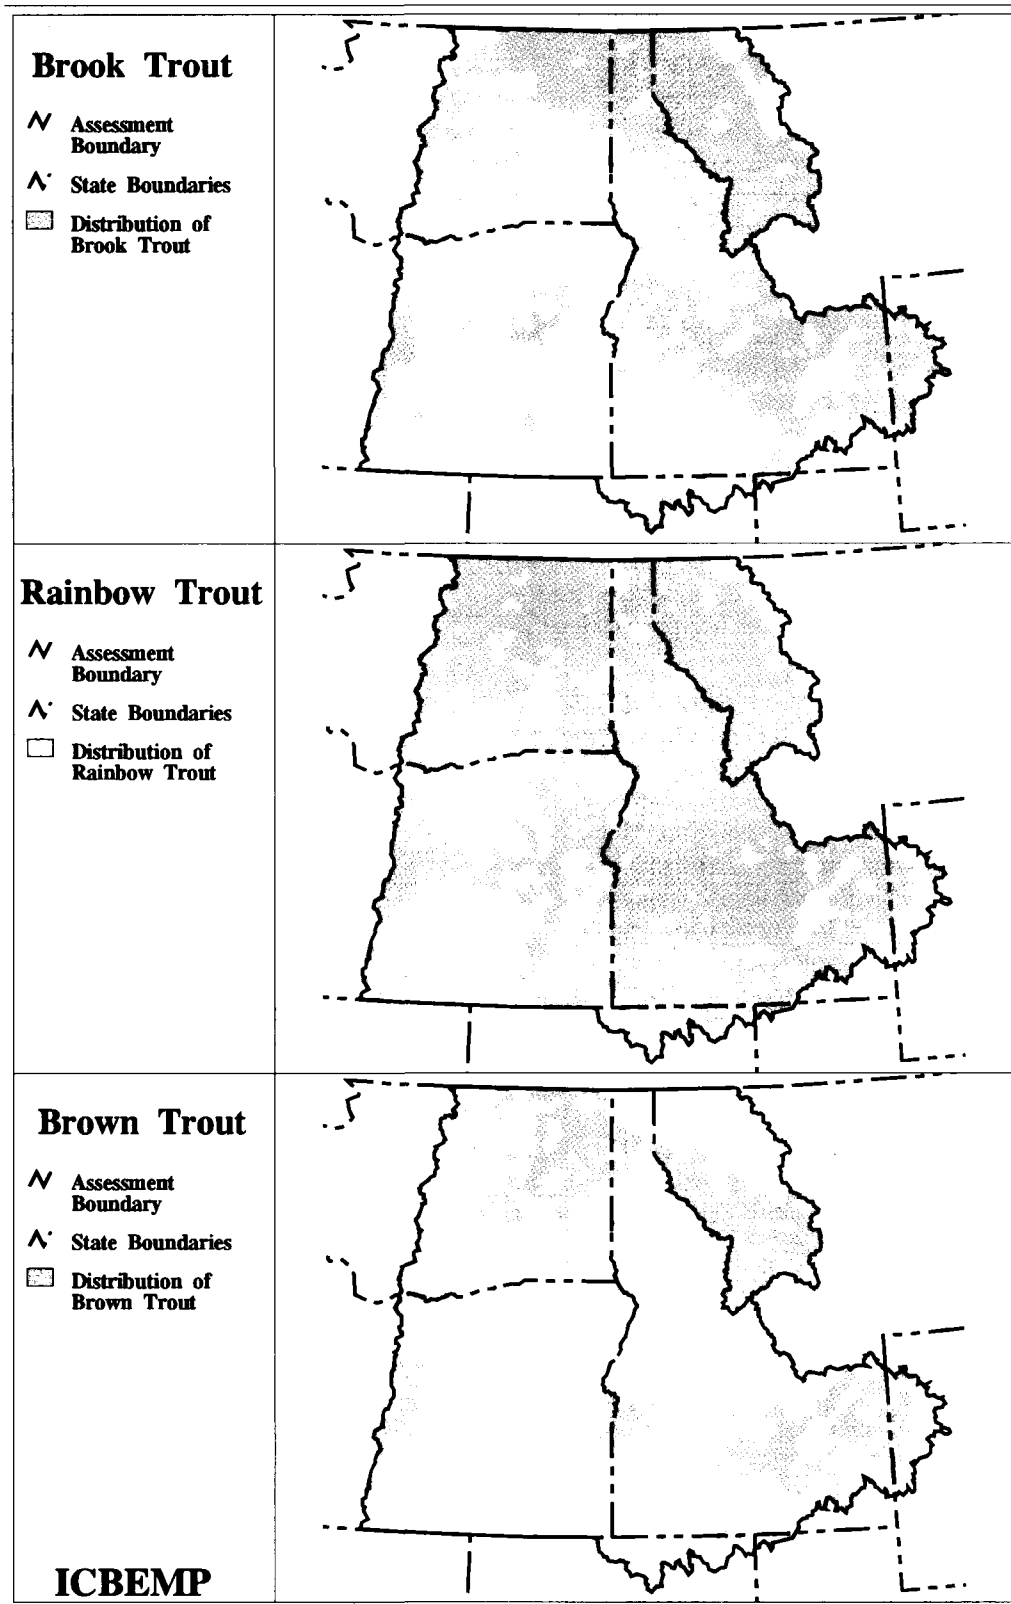 Brook Trout
Assessment
Boundary
State Boundaries
Distribution of
Brook Trout
Rainbow Trout
Assessment
Boundary
State Boundaries
Distribution of
Rainbow Trout
Brown Trout
Assessment
Boundary
State Boundaries
Distribution of
Brown Trout
ICBEMP